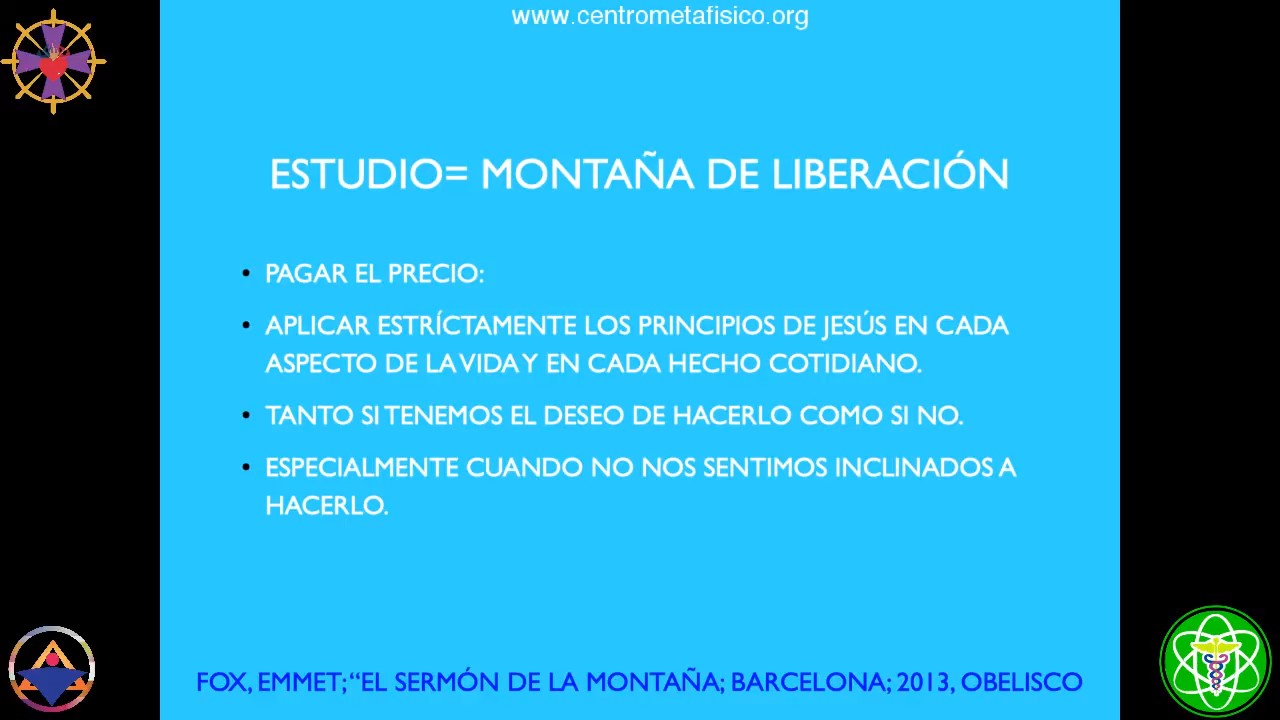 www.centrometafisico.org
ESTUDIO= MONTAÑA DE LIBERACIÓN
• PAGAR EL PRECIO:
• APLICAR ESTRÍCTAMENTE LOS PRINCIPIOS DE JESÚS EN CADA
ASPECTO DE LA VIDA Y EN CADA HECHO COTIDIANO.
• TANTO SI TENEMOS EL DESEO DE HACERLO COMO SI NO.
• ESPECIALMENTE CUANDO NO NOS SENTIMOS INCLINADOS A
HACERLO.
FOX, EMMET; “EL SERMÓN DE LA MONTAÑA; BARCELONA; 2013, OBELISCO